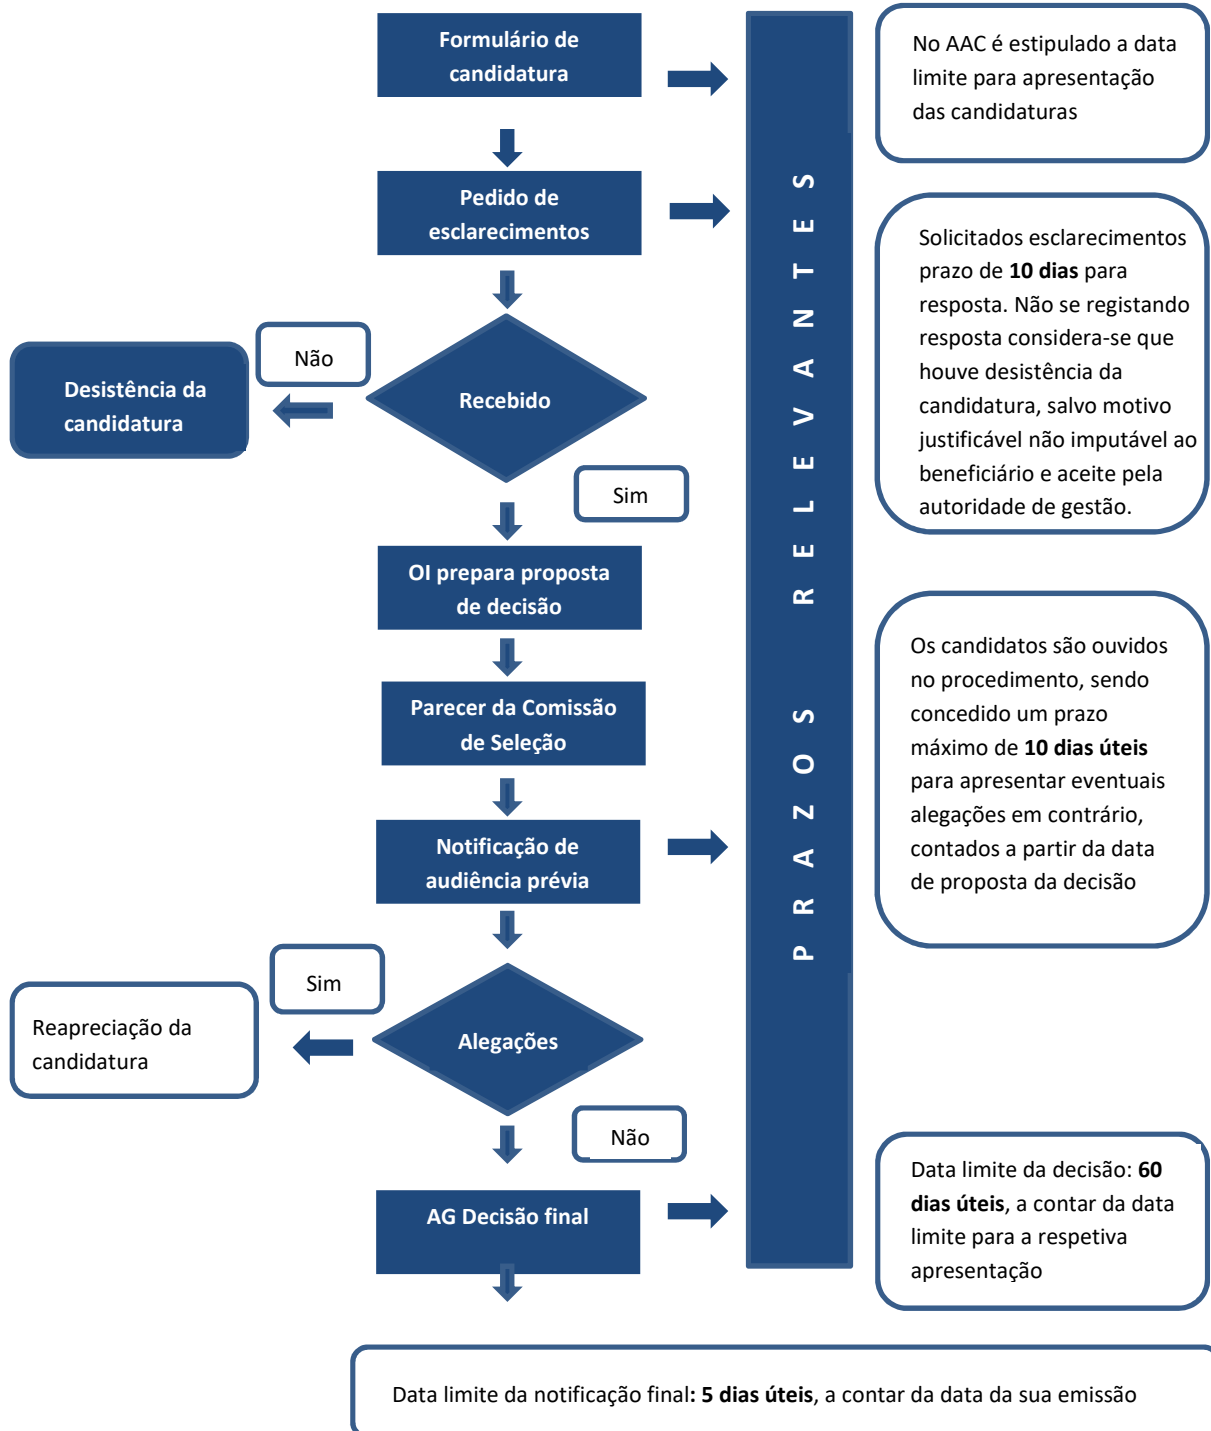 Formulário de
candidatura
No AAC é estipulado a data
limite para apresentação
das candidaturas
Pedido de
esclarecimentos
Solicitados esclarecimentos
prazo de 10 dias para
resposta. Não se registando
resposta considera-se que
houve desistência da
candidatura, salvo motivo
justificável não imputável ao
beneficiário e aceite pela
autoridade de gestão.
Não
Desistência da
candidatura
Recebido
Sim
OI prepara proposta
de decisão
Parecer da Comissão
de Seleção
Os candidatos são ouvidos
no procedimento, sendo
concedido um prazo
máximo de 10 dias úteis
para apresentar eventuais
alegações em contrário,
contados a partir da data
de proposta da decisão
Notificação de
audiência prévia
PRAZOS RELEVANTES
Sim
Reapreciação da
candidatura
Alegações
Não
AG Decisão final
Data limite da decisão: 60
dias úteis, a contar da data
limite para a respetiva
apresentação
Data limite da notificação final: 5 dias úteis, a contar da data da sua emissão